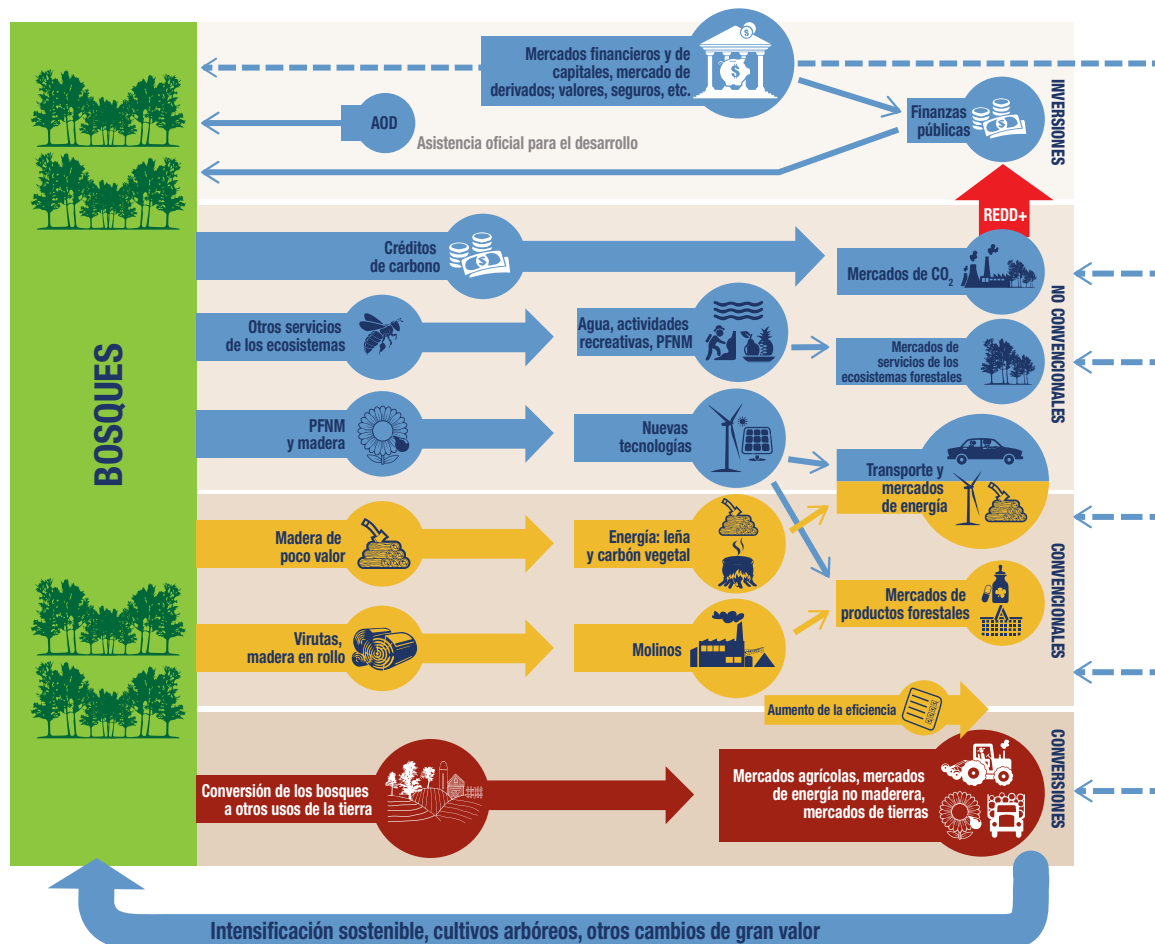 BOSQUES
Mercados financieros y de
capitales, mercado de
derivados; valores, seguros, etc.
AOD
Asistencia oficial para el desarrollo
Finanzas
públicas
INVERSIONES
REDD+
Créditos
de carbono
Mercados de CO₂
Otros servicios
de los ecosistemas
Agua, actividades
recreativas, PFNM
Mercados de
servicios de los
ecosistemas forestales
NO CONVENCIONALES
PFNM
y madera
Nuevas
tecnologías
Transporte y
mercados
de energía
Madera de
poco valor
Energía: leña
y carbón vegetal
Mercados de
productos forestales
CONVENCIONALES
Virutas,
madera en rollo
Molinos
Aumento de la eficiencia
Conversión de los bosques
a otros usos de la tierra
Mercados agrícolas, mercados
de energía no maderera,
mercados de tierras
CONVERSIONES
Intensificación sostenible, cultivos arbóreos, otros cambios de gran valor